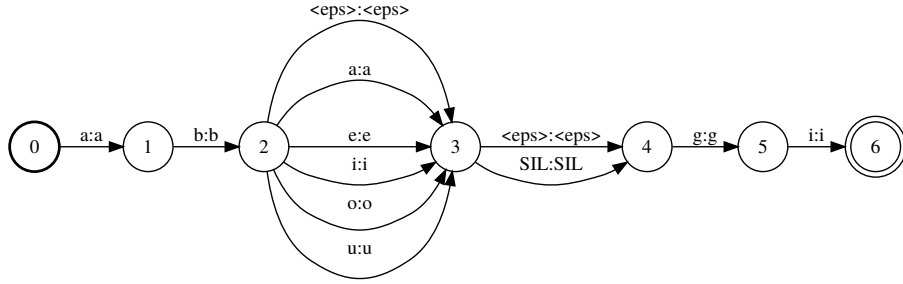 <eps>:<eps>
a:a
0
a:a
1
b:b
2
e:e
i:i
o:o
u:u
3
<eps>:<eps>
SIL:SIL
4
g:g
5
i:i
6